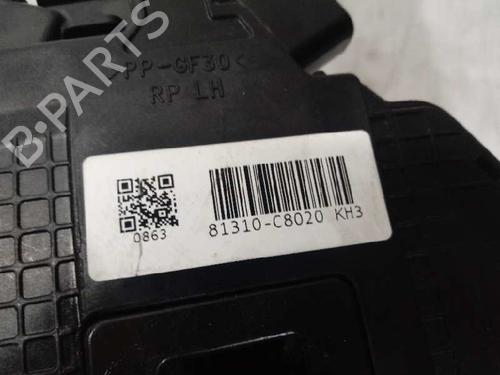 >PP-GF30<
RP LH
0863
81310-C8020 KH3
B-PARTS